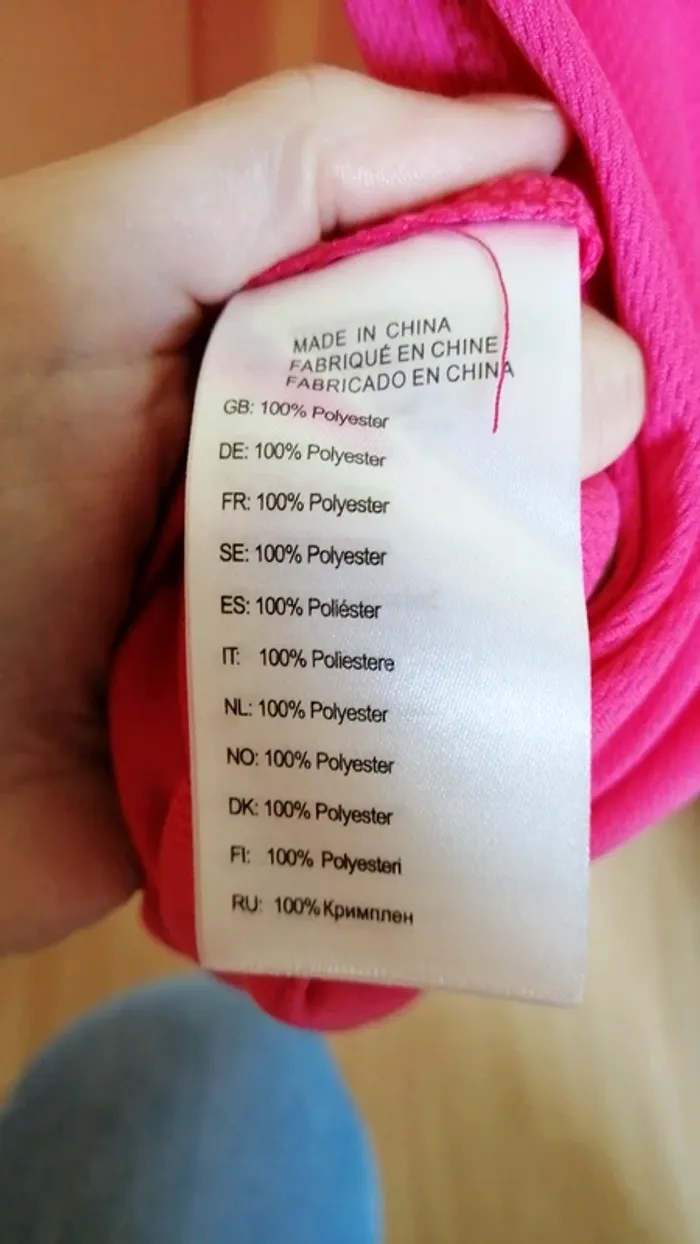 MADE IN CHINA
FABRIQUÉ EN CHINE
FABRICADO EN CHINA
GB: 100% Polyester
DE: 100% Polyester
FR: 100% Polyester
SE: 100% Polyester
ES: 100% Poliéster
IT: 100% Poliestere
NL: 100% Polyester
NO: 100% Polyester
DK: 100% Polyester
FI: 100% Polyesteri
RU: 100% Кримплен